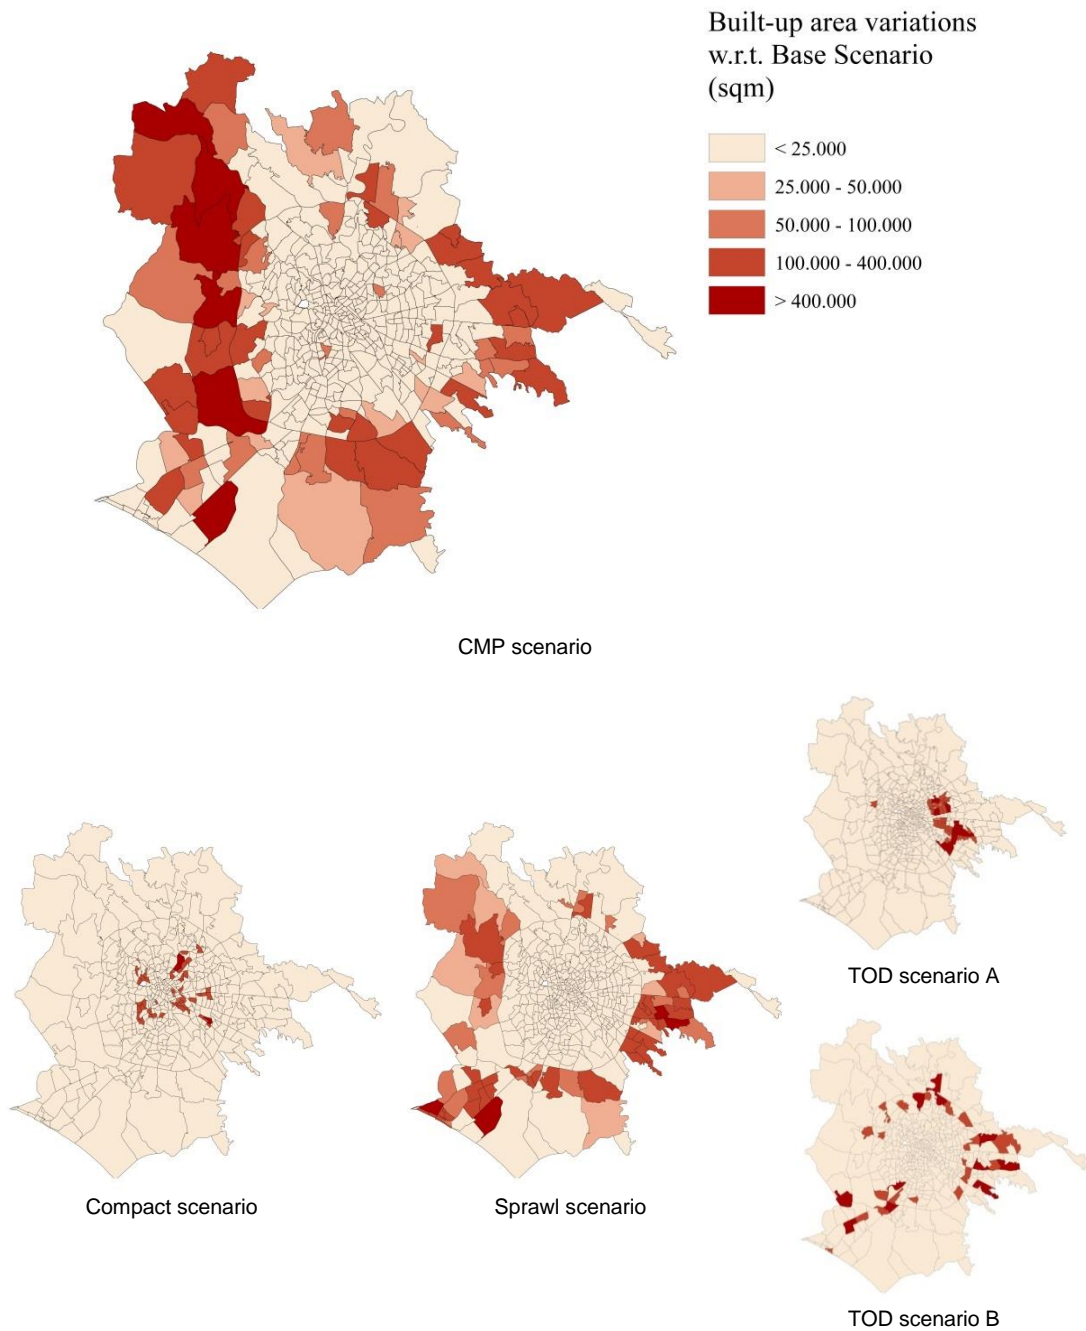 Built-up area variations
w.r.t. Base Scenario
(sqm)
< 25.000
25.000 - 50.000
50.000 - 100.000
100.000 - 400.000
> 400.000
CMP scenario
TOD scenario A
Compact scenario
Sprawl scenario
TOD scenario B